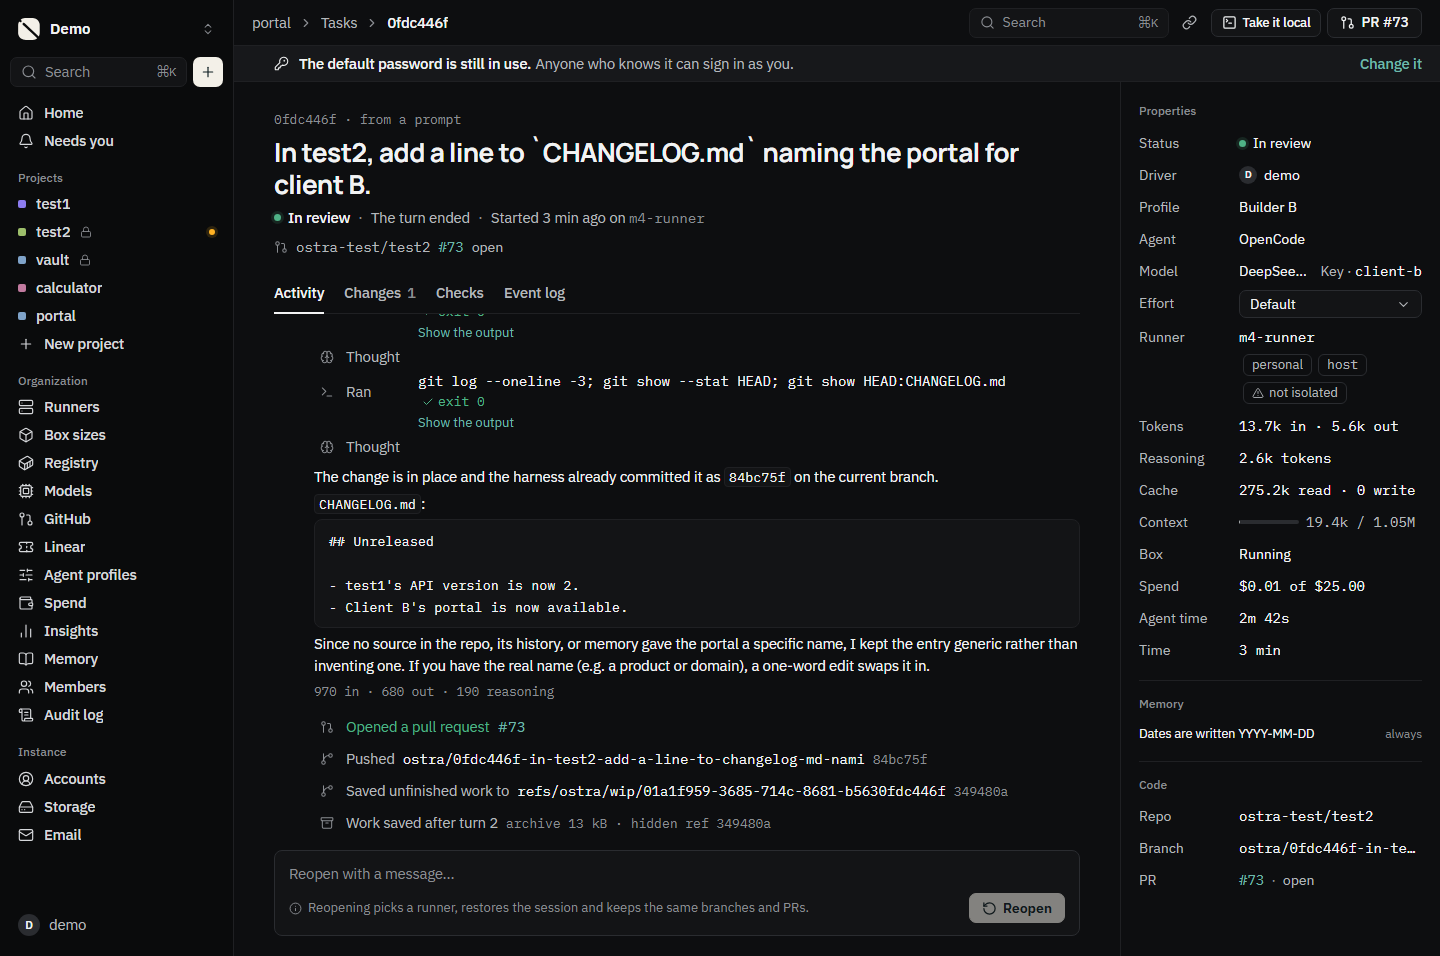 Demo
Search ⌘K
+
Home
Needs you
Projects
test1
test2
vault
calculator
portal
New project
Organization
Runners
Box sizes
Registry
Models
GitHub
Linear
Agent profiles
Spend
Insights
Memory
Members
Audit log
Instance
Accounts
Storage
Email
D demo
portal > Tasks > 0fdc446f
Search ⌘K
Take it local
PR #73
The default password is still in use. Anyone who knows it can sign in as you.
Change it
0fdc446f · from a prompt
In test2, add a line to `CHANGELOG.md` naming the portal for
client B.
In review · The turn ended · Started 3 min ago on m4-runner
ostra-test/test2 #73 open
Activity Changes 1 Checks Event log
exit 0
Show the output
Thought
Ran git log --oneline -3; git show --stat HEAD; git show HEAD:CHANGELOG.md
✓ exit 0
Show the output
Thought
The change is in place and the harness already committed it as 84bc75f on the current branch.
CHANGELOG.md :
## Unreleased
- test1's API version is now 2.
- Client B's portal is now available.
Since no source in the repo, its history, or memory gave the portal a specific name, I kept the entry generic rather than
inventing one. If you have the real name (e.g. a product or domain), a one-word edit swaps it in.
970 in · 680 out · 190 reasoning
Opened a pull request #73
Pushed ostra/0fdc446f-in-test2-add-a-line-to-changelog-md-nami 84bc75f
Saved unfinished work to refs/ostra/wip/01a1f959-3685-714c-8681-b5630fdc446f 349480a
Work saved after turn 2 archive 13 kB · hidden ref 349480a
Reopen with a message...
Reopening picks a runner, restores the session and keeps the same branches and PRs.
Reopen
Properties
Status In review
Driver D demo
Profile Builder B
Agent OpenCode
Model DeepSee... Key · client-b
Effort Default
Runner m4-runner
personal host
not isolated
Tokens 13.7k in · 5.6k out
Reasoning 2.6k tokens
Cache 275.2k read · 0 write
Context 19.4k / 1.05M
Box Running
Spend $0.01 of $25.00
Agent time 2m 42s
Time 3 min
Memory
Dates are written YYYY-MM-DD always
Code
Repo ostra-test/test2
Branch ostra/0fdc446f-in-te...
PR #73 · open